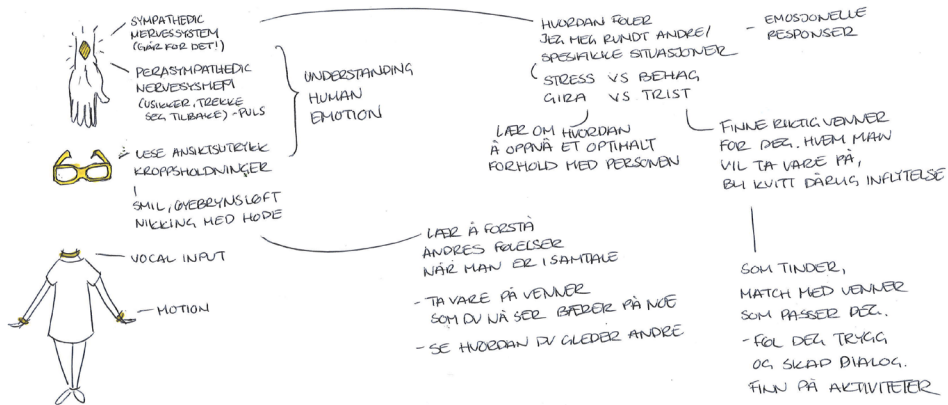 SYMPATHEDIC
NERVESSYSTEM
(GÅR FOR DET!)
PERASYMPATHEDIC
NERVESYSMEM
(USIKKER, TREKKE
SEG TILBAKE) - PULS
UNDERSTANDING
HUMAN
EMOTION
LESE ANSIKTSUTRYKK
KROPPSHOLDNINGER
SMIL, ØYEBRYNSLØFT
NIKKING MED HODE
VOCAL INPUT
- MOTION
HVORDAN FØLER
JEG MEG RUNDT ANDRE/
SPESIFIKKE SITUASJONER
- EMOSJONELLE
RESPONSER
STRESS VS BEHAG
GIRA VS TRIST
LÆR OM HVORDAN
Å OPPNÅ ET OPTIMALT
FORHOLD MED PERSONEN
FINNE RIKTIG VENNER
FOR DEG. HVEM MAN
VIL TA VARE PÅ,
BLI KVITT DÅRLIG INFLYTELSE
LÆR Å FORSTÅ
ANDRES FØLELSER
NÅR MAN ER I SAMTALE
- TA VARE PÅ VENNER
SOM DU NÅ SER BÆRER PÅ NOE
- SE HVORDAN DU GLEDER ANDRE
SOM TINDER,
MATCH MED VENNER
SOM PASSER DEG.
- FØL DEG TRYGG
OG SKAP DIALOG.
FINN PÅ AKTIVITETER